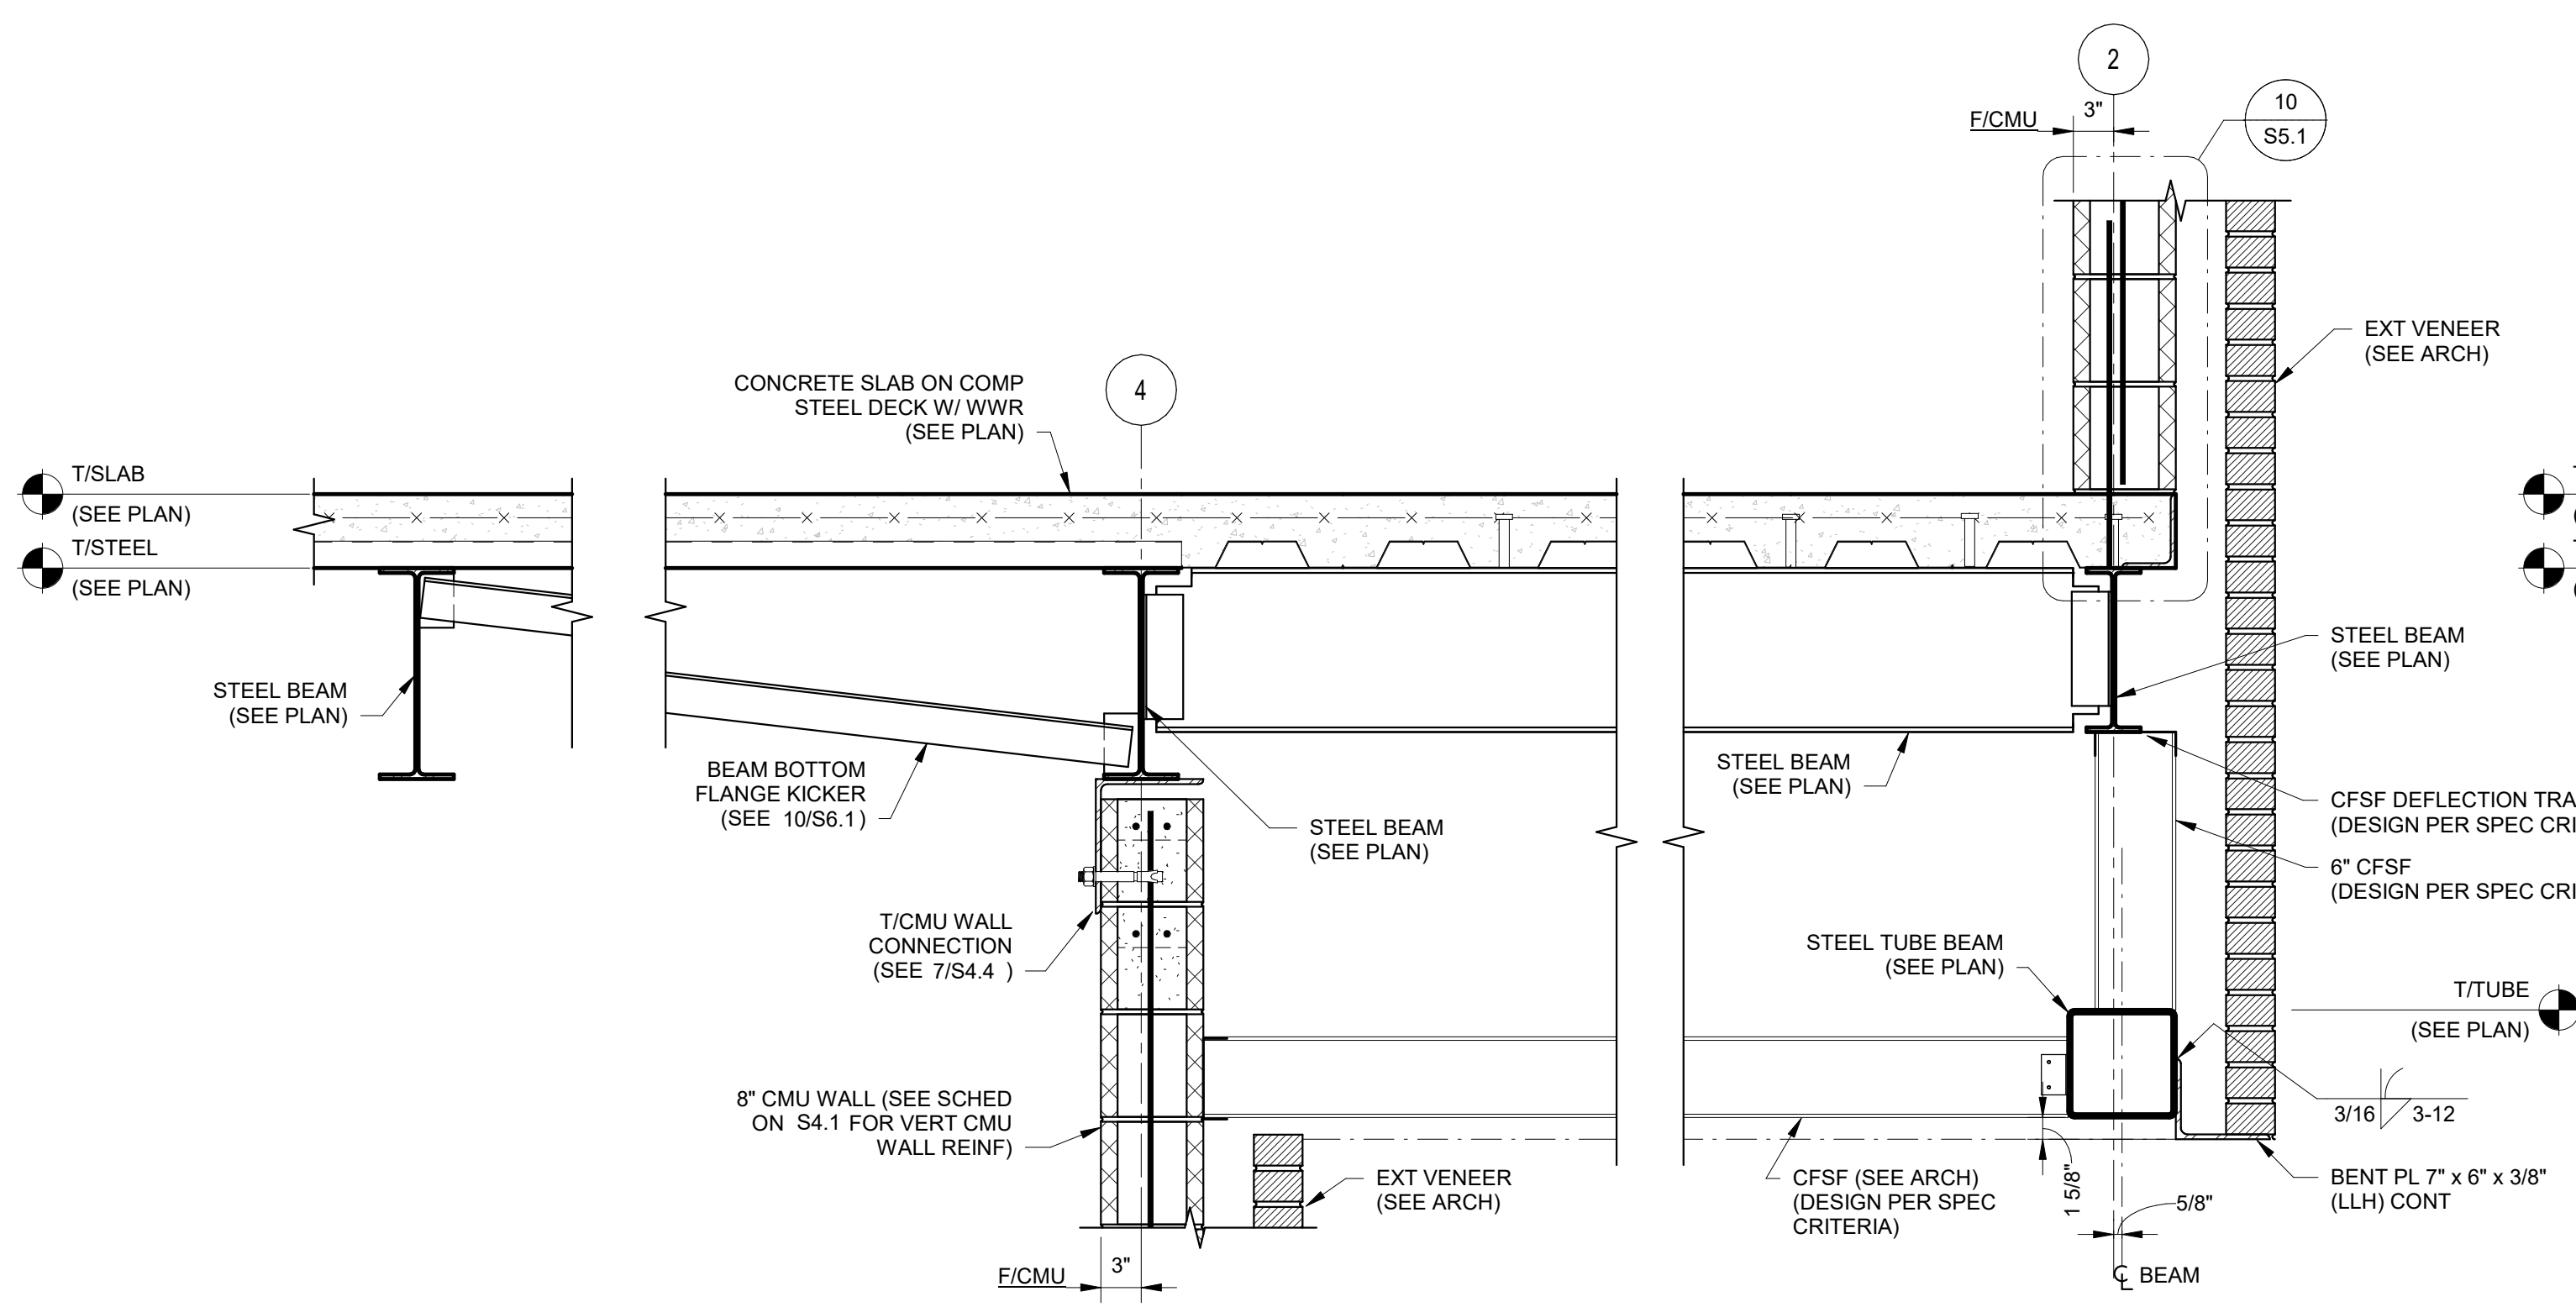 2
F/CMU
3"
10
S5.1
EXT VENEER
(SEE ARCH)
CONCRETE SLAB ON COMP
STEEL DECK W/ WWR
(SEE PLAN)
4
T/SLAB
(SEE PLAN)
T/STEEL
(SEE PLAN)
STEEL BEAM
(SEE PLAN)
STEEL BEAM
(SEE PLAN)
BEAM BOTTOM
FLANGE KICKER
(SEE 10/S6.1)
STEEL BEAM
(SEE PLAN)
STEEL BEAM
(SEE PLAN)
CFSF DEFLECTION
(DESIGN PER SPEC
6" CFSF
(DESIGN PER SPEC
T/CMU WALL
CONNECTION
(SEE 7/S4.4 )
STEEL TUBE BEAM
(SEE PLAN)
T/TUBE
(SEE PLAN)
8" CMU WALL (SEE SCHED
ON S4.1 FOR VERT CMU
WALL REINF)
3/16
3-12
EXT VENEER
(SEE ARCH)
CFSF (SEE ARCH)
(DESIGN PER SPEC
CRITERIA)
1 5/8"
5/8"
BENT PL 7" x 6" x 3/8"
(LLH) CONT
F/CMU
3"
℄ BEAM